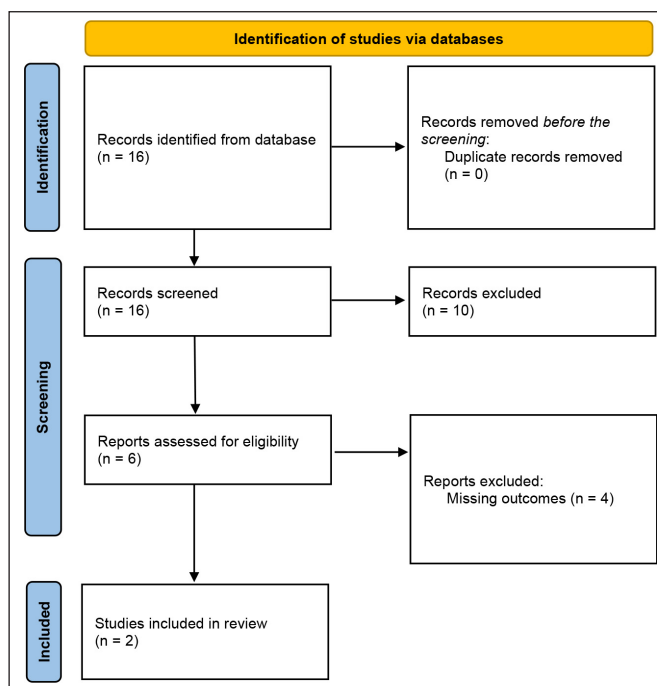 Identification of studies via databases
Identification
Records identified from database
(n = 16)
Records removed before the
screening:
Duplicate records removed
(n = 0)
Screening
Records screened
(n = 16)
Records excluded
(n = 10)
Reports assessed for eligibility
(n = 6)
Reports excluded:
Missing outcomes (n = 4)
Included
Studies included in review
(n = 2)